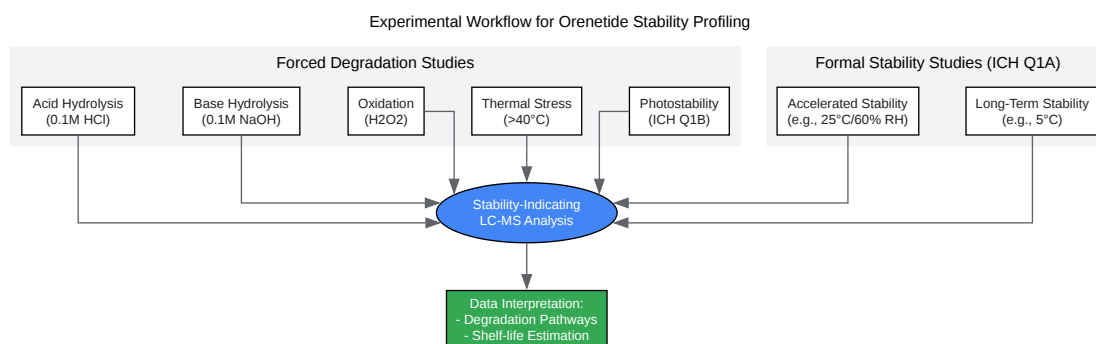 Experimental Workflow for Orenetide Stability Profiling
Forced Degradation Studies
Formal Stability Studies (ICH Q1A)
Acid Hydrolysis
(0.1M HCl)
Base Hydrolysis
(0.1M NaOH)
Oxidation
(H2O2)
Thermal Stress
(>40°C)
Photostability
(ICH Q1B)
Accelerated Stability
(e.g., 25°C/60% RH)
Long-Term Stability
(e.g., 5°C)
Stability-Indicating
LC-MS Analysis
Data Interpretation:
- Degradation Pathways
- Shelf-life Estimation